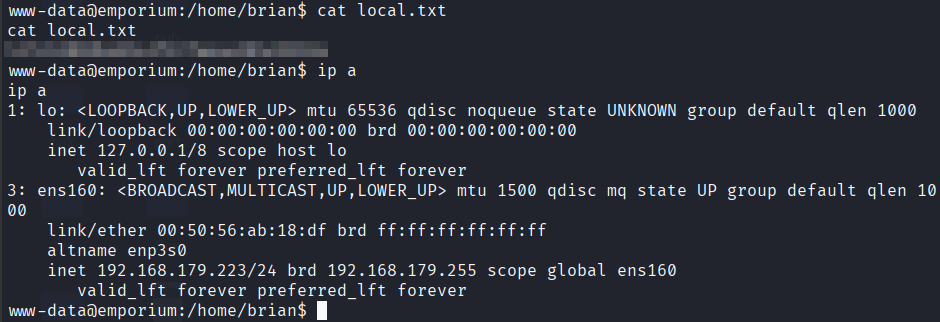 www-data@emporium:/home/brian$ cat local.txt
cat local.txt
www-data@emporium:/home/brian$ ip a
ip a
1: lo: <LOOPBACK,UP,LOWER_UP> mtu 65536 qdisc noqueue state UNKNOWN group default qlen 1000
    link/loopback 00:00:00:00:00:00 brd 00:00:00:00:00:00
    inet 127.0.0.1/8 scope host lo
       valid_lft forever preferred_lft forever
3: ens160: <BROADCAST,MULTICAST,UP,LOWER_UP> mtu 1500 qdisc mq state UP group default qlen 10
00
    link/ether 00:50:56:ab:18:df brd ff:ff:ff:ff:ff:ff
    altname enp3s0
    inet 192.168.179.223/24 brd 192.168.179.255 scope global ens160
       valid_lft forever preferred_lft forever
www-data@emporium:/home/brian$